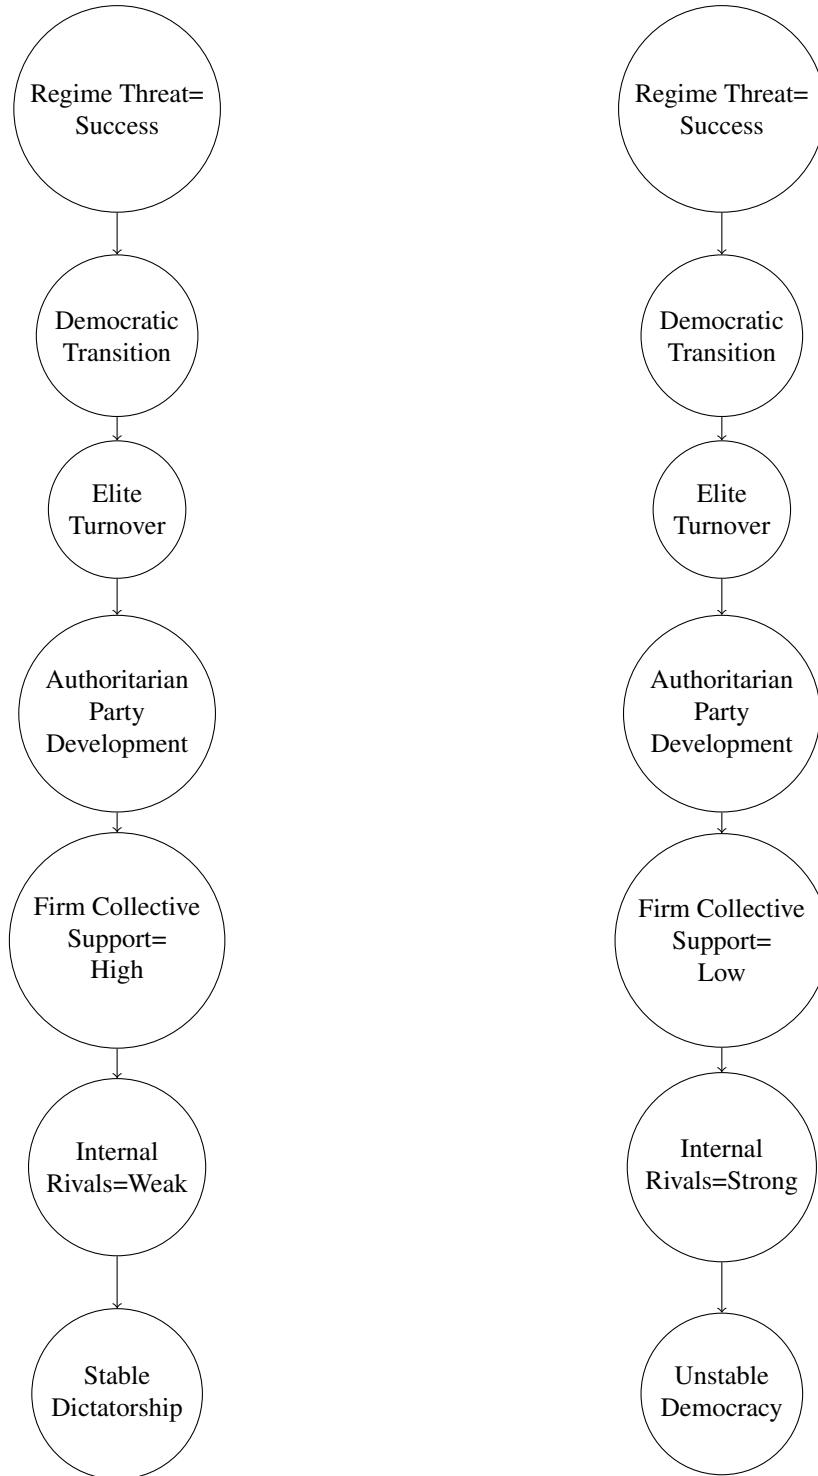 Regime Threat=
Success
Democratic
Transition
Elite
Turnover
Authoritarian
Party
Development
Firm Collective
Support=
High
Internal
Rivals=Weak
Stable
Dictatorship
Regime Threat=
Success
Democratic
Transition
Elite
Turnover
Authoritarian
Party
Development
Firm Collective
Support=
Low
Internal
Rivals=Strong
Unstable
Democracy